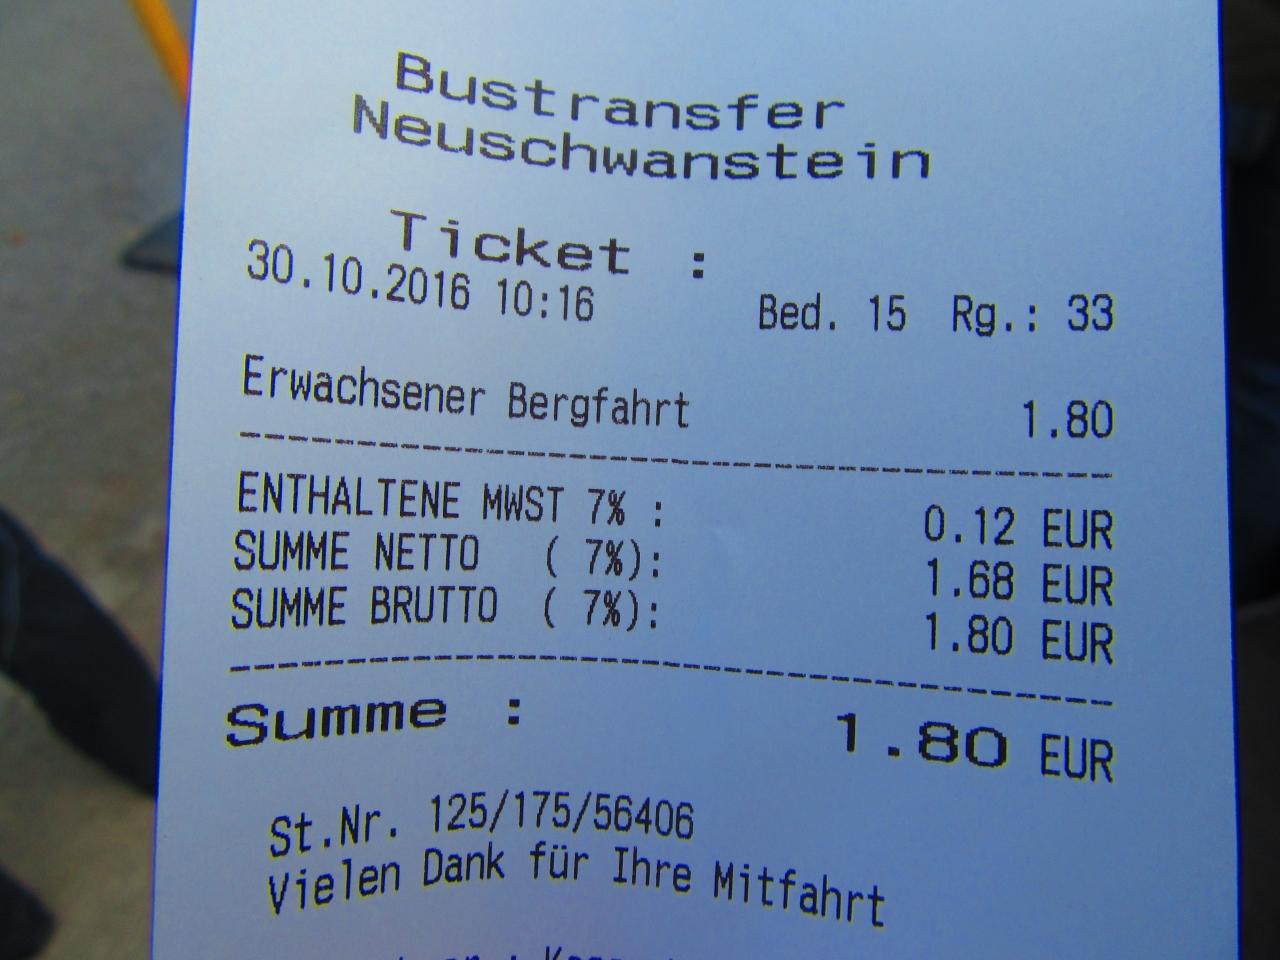 Bustransfer
Neuschwanstein
Ticket :
30.10.2016 10:16 Bed. 15 Rg.: 33
Erwachsener Bergfahrt 1.80
ENTHALTENE MWST 7% : 0.12 EUR
SUMME NETTO ( 7%): 1.68 EUR
SUMME BRUTTO ( 7%): 1.80 EUR
Summe : 1.80 EUR
St.Nr. 125/175/56406
Vielen Dank für Ihre Mitfahrt